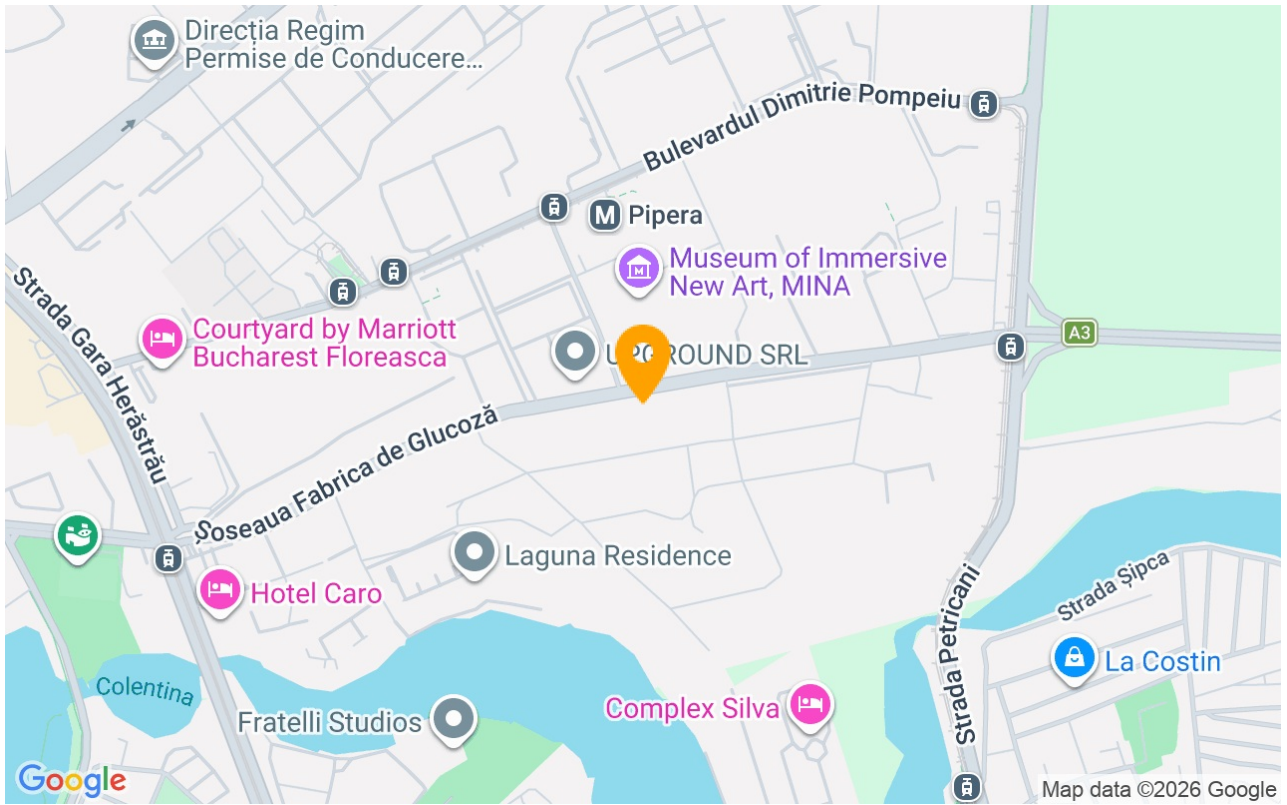 Direcția Regim
Permise de Conducere...
Bulevardul Dimitrie Pompeiu
M Pipera
Museum of Immersive
New Art, MINA
Strada Gara Herăstrău
Courtyard by Marriott
Bucharest Floreasca
A3
ROUND SRL
Șoseaua Fabrica de Glucoză
Laguna Residence
Hotel Caro
Strada Șipca
Strada Petricani
La Costin
Colentina
Complex Silva
Fratelli Studios
Google
Map data ©2026 Google